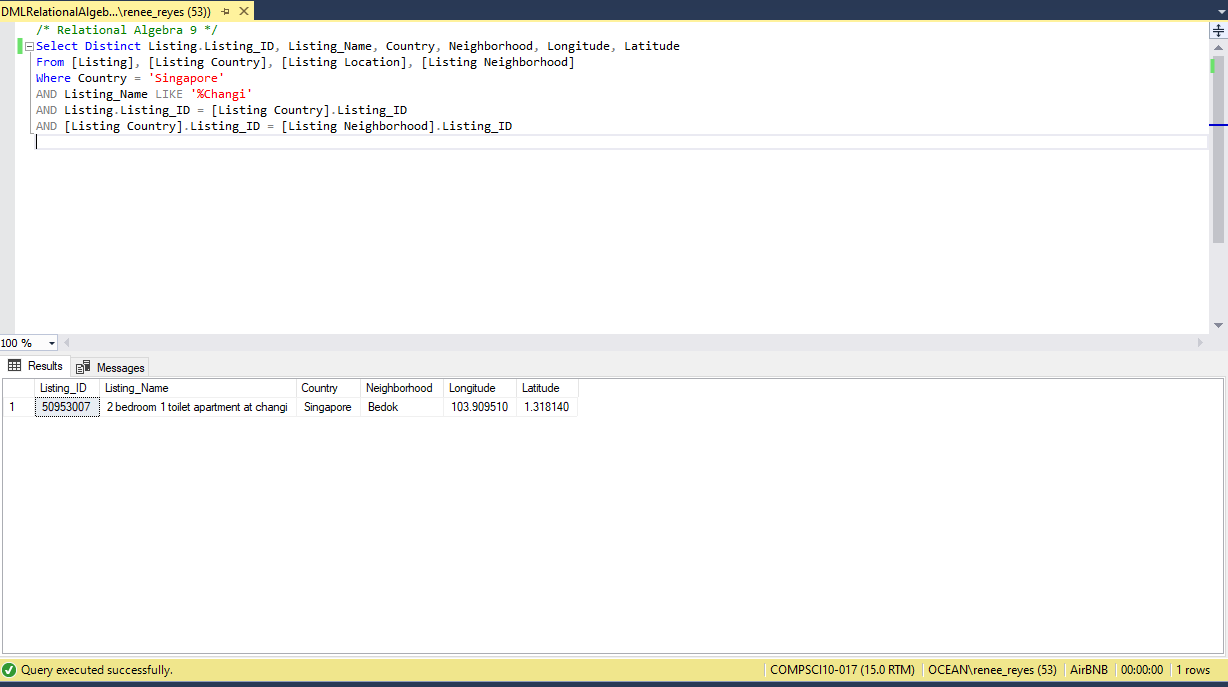 DMLRelationalAlgeb...\renee_reyes (53))
/* Relational Algebra 9 */
Select Distinct Listing.Listing_ID, Listing_Name, Country, Neighborhood, Longitude, Latitude
From [Listing], [Listing Country], [Listing Location], [Listing Neighborhood]
Where Country = 'Singapore'
AND Listing_Name LIKE '%Changi'
AND Listing.Listing_ID = [Listing Country].Listing_ID
AND [Listing Country].Listing_ID = [Listing Neighborhood].Listing_ID
100 %
Results Messages
Listing_ID Listing_Name Country Neighborhood Longitude Latitude
1 50953007 2 bedroom 1 toilet apartment at changi Singapore Bedok 103.909510 1.318140
Query executed successfully. COMPSCI10-017 (15.0 RTM) OCEAN\renee_reyes (53) AirBNB 00:00:00 1 rows